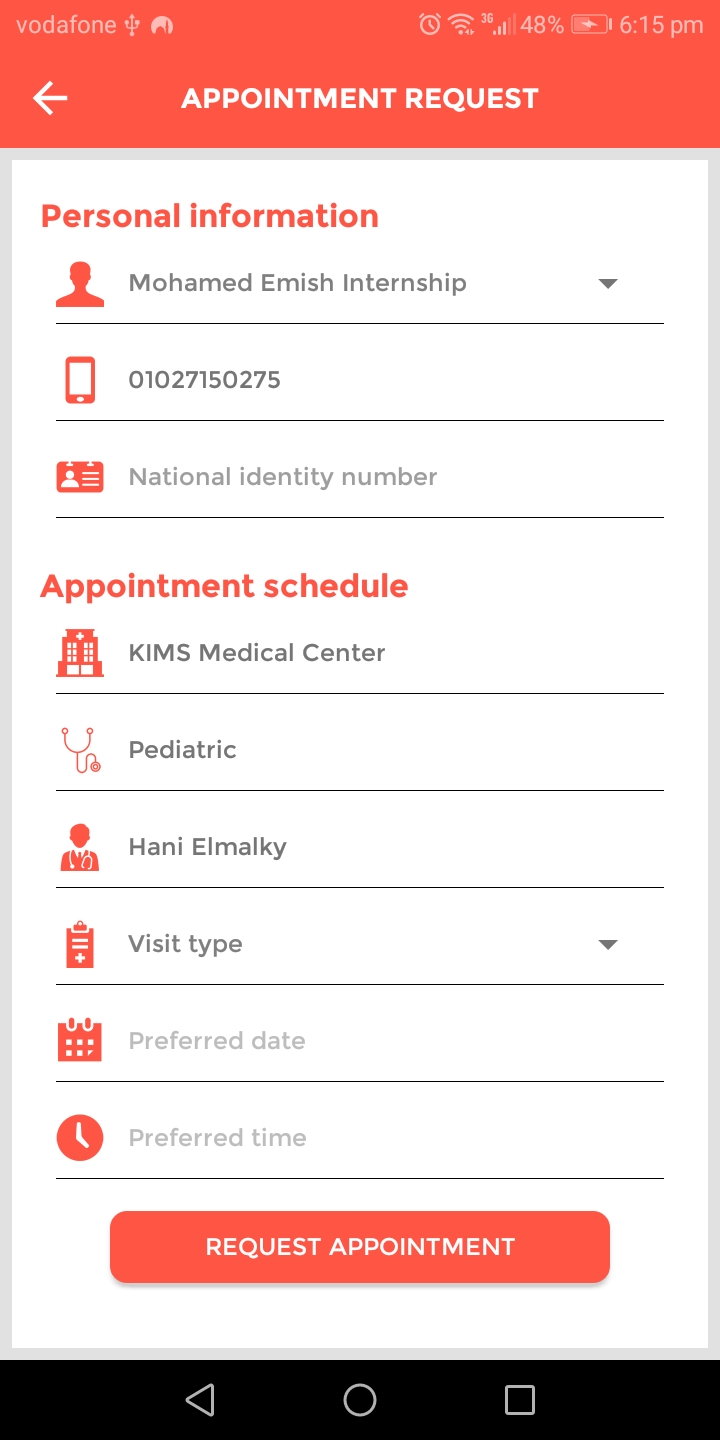 vodafone 3G 48% 6:15 pm
APPOINTMENT REQUEST
Personal information
Mohamed Emish Internship
01027150275
National identity number
Appointment schedule
KIMS Medical Center
Pediatric
Hani Elmalky
Visit type
Preferred date
Preferred time
REQUEST APPOINTMENT